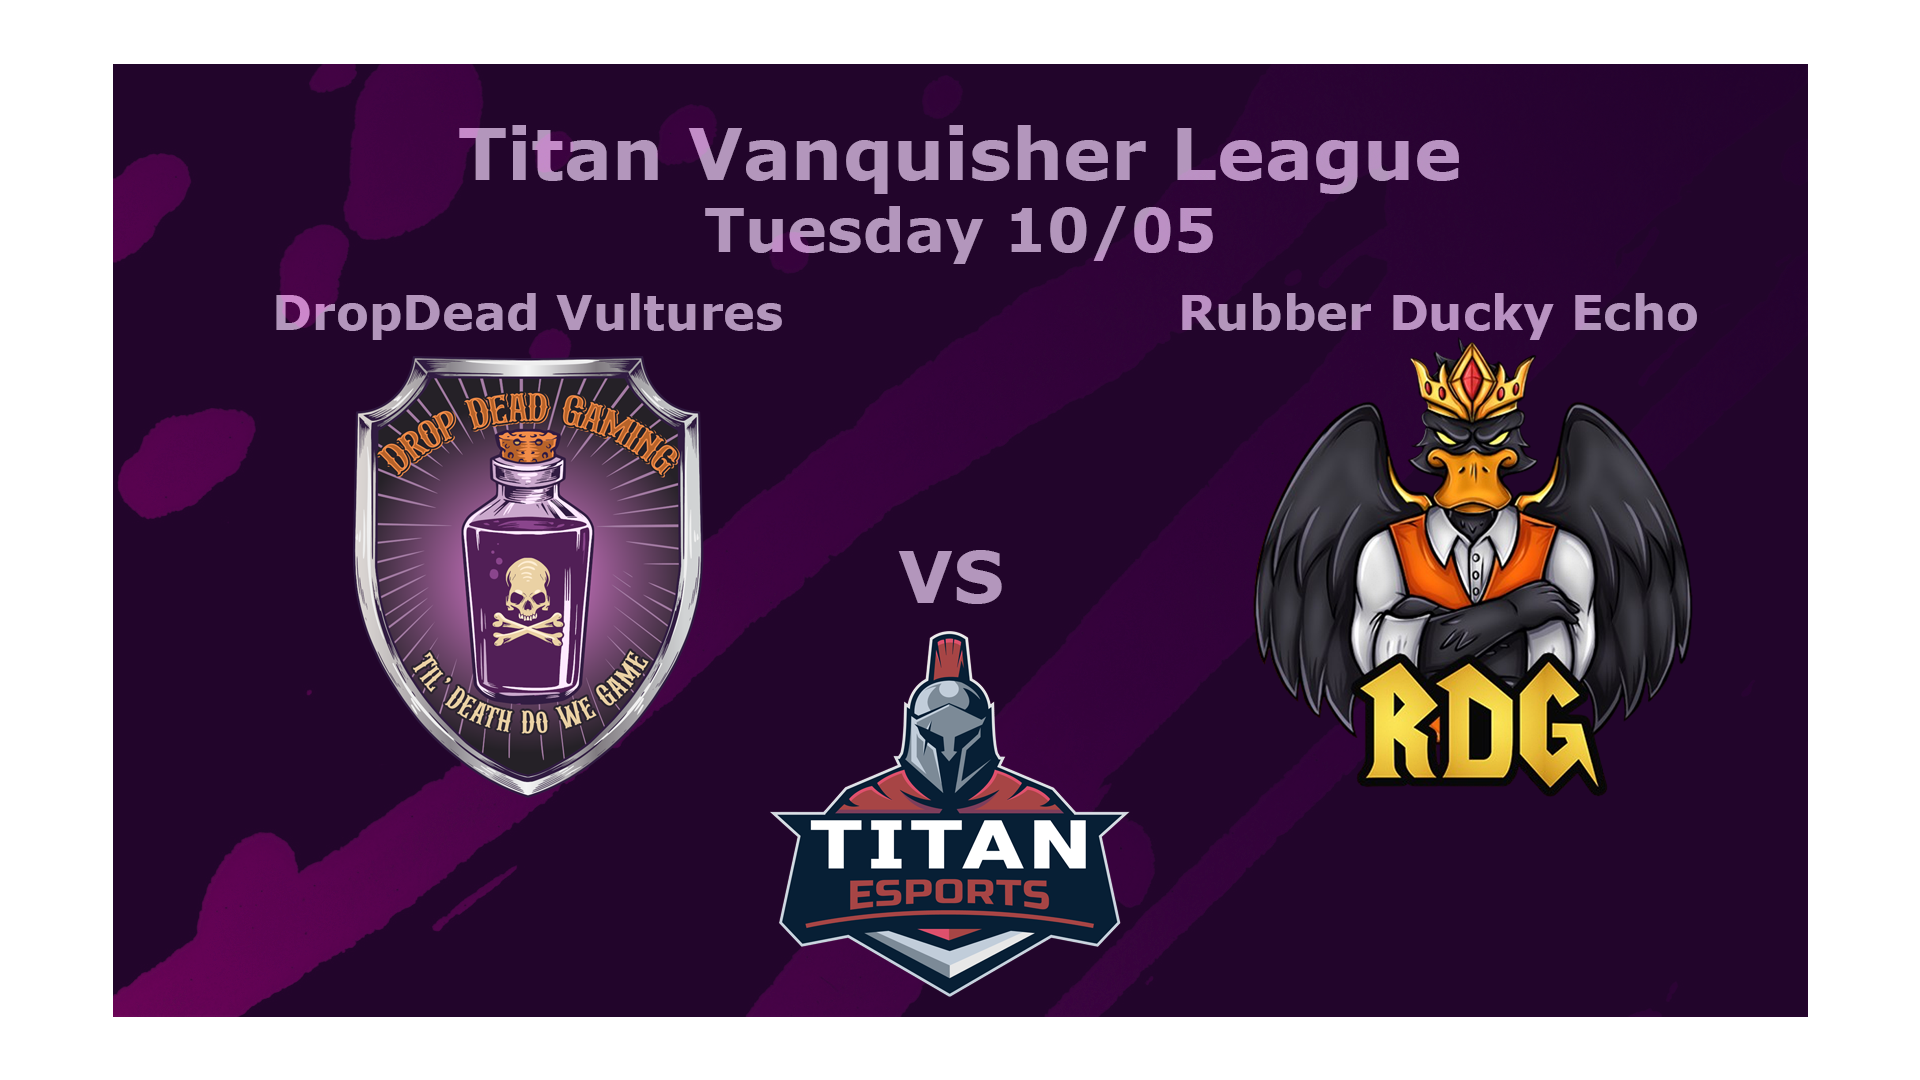 Titan Vanquisher League
Tuesday 10/05
DropDead Vultures
Rubber Ducky Echo
DROP DEAD GAMING
TIL' DEATH DO WE GAME
VS
RDG
TITAN
ESPORTS